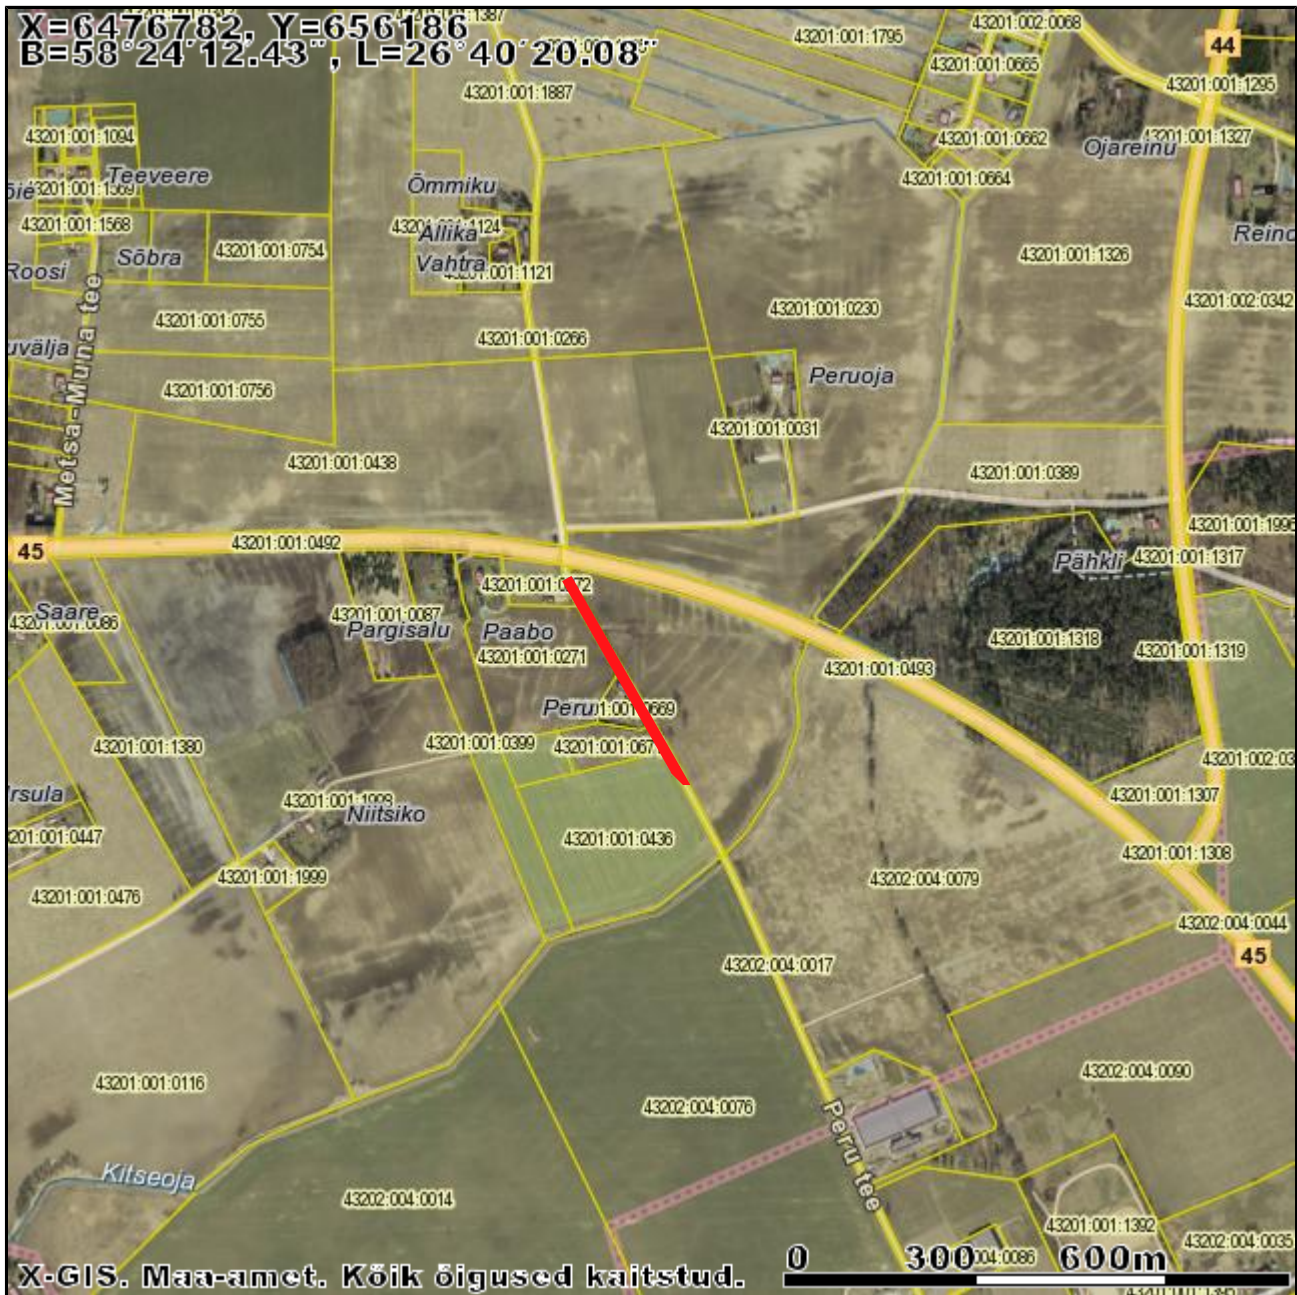 X=6476782, Y=656186
B=58°24´12.43¨, L=26°40´20.08¨
43201:001:1795
43201:002:0068
43201:001:0665
44
43201:001:1887
43201:001:1295
43201:001:1094
43201:001:0662
Ojareinu
43201:001:1327
Teeveere
43201:001:1569
Õmmiku
43201:001:0664
43201:001:1568
Allika
Reino
Sõbra
43201:001:0754
Roosi
Vahtra
43201:001:1121
43201:001:1326
43201:002:0342
43201:001:0755
43201:001:0230
43201:001:0266
uvälja
Metsa-Muna tee
43201:001:0756
Peruoja
43201:001:0031
43201:001:0438
43201:001:0389
43201:001:1996
45
43201:001:0492
Pähkli
43201:001:1317
Saare
43201:001:0087
Pargisalu
Paabo
43201:001:1318
43201:001:1319
43201:001:0271
43201:001:0493
Peru
43201:001:0399
43201:001:1380
rsula
43201:001:1307
Niitsiko
43201:001:0436
43201:001:1308
43201:001:1999
43202:004:0079
43201:001:0476
43202:004:0044
45
43202:004:0017
43201:001:0116
43202:004:0090
43202:004:0076
Peru tee
Kitseoja
43202:004:0014
43201:001:1392
43202:004:0035
X-GIS. Maa-amet. Kõik õigused kaitstud.
0 300 600m